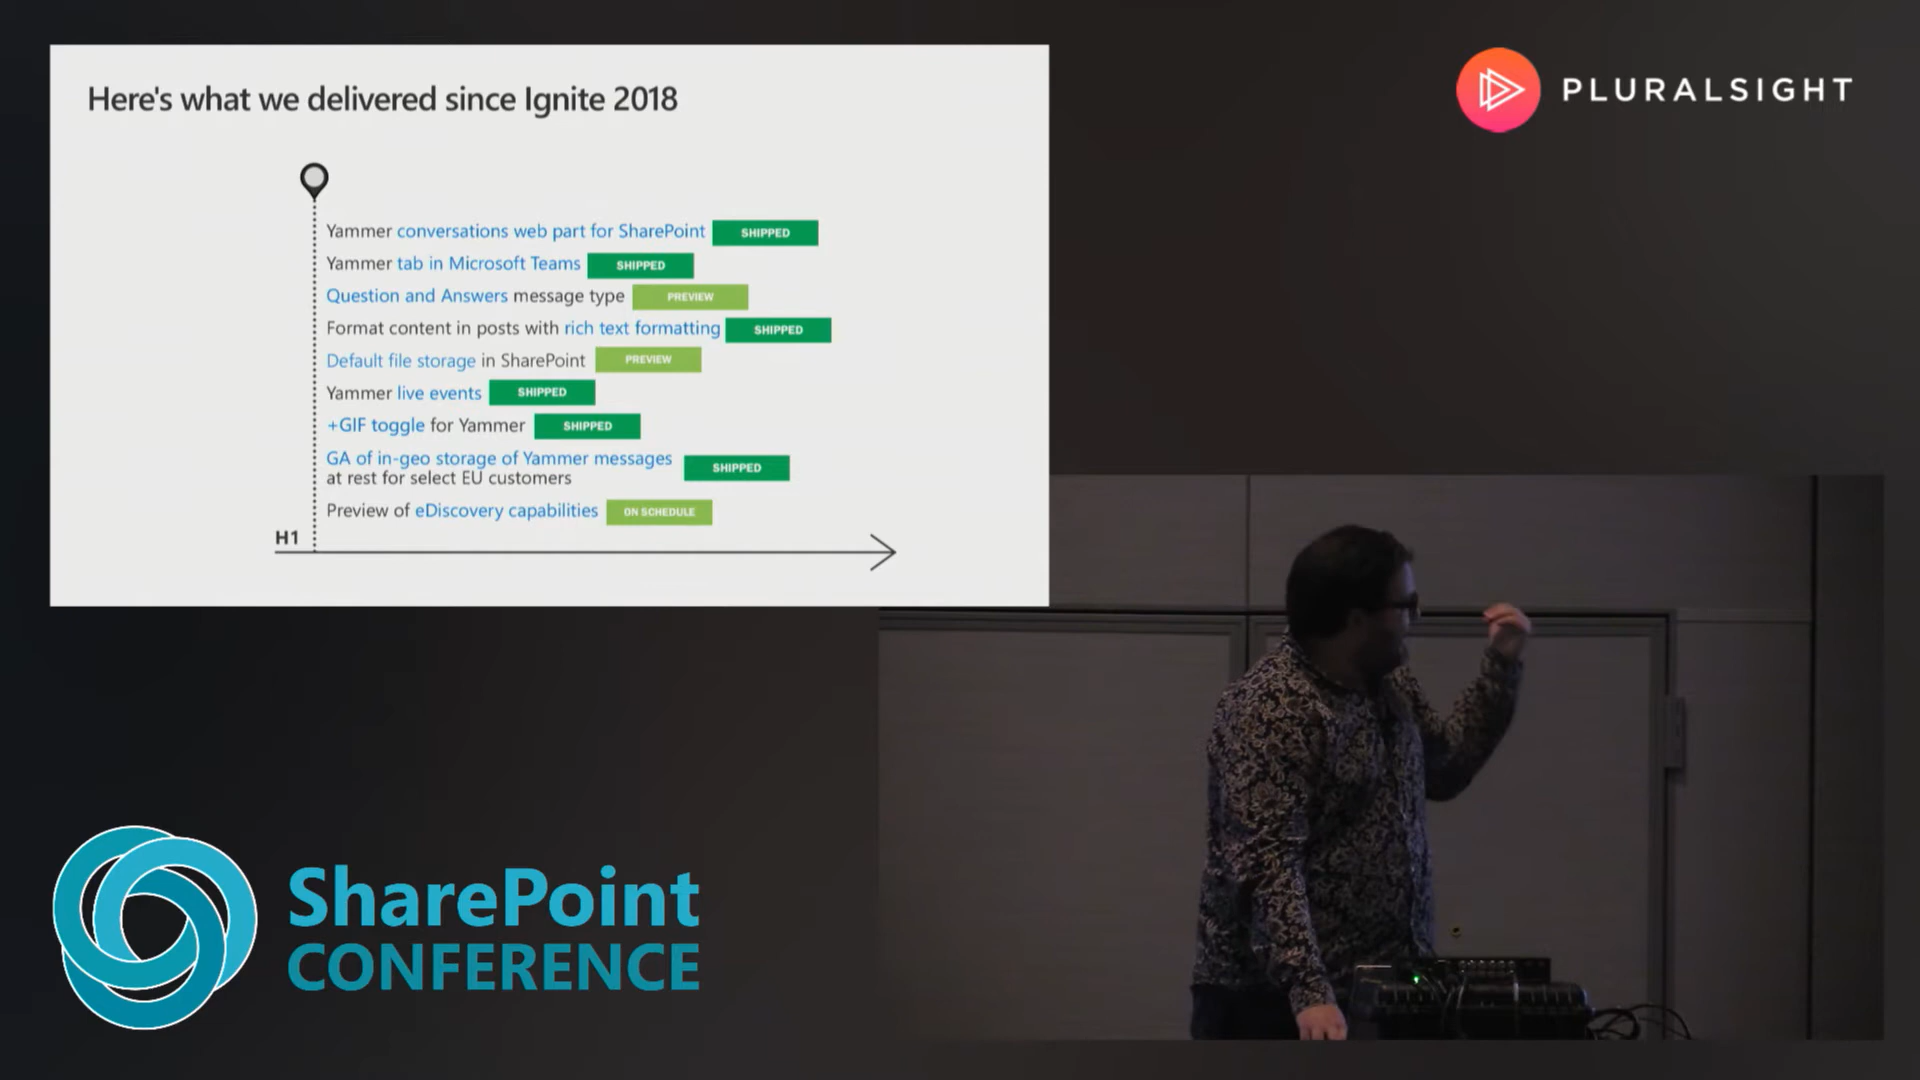 Here's what we delivered since Ignite 2018
Yammer conversations web part for SharePoint SHIPPED
Yammer tab in Microsoft Teams SHIPPED
Question and Answers message type PREVIEW
Format content in posts with rich text formatting SHIPPED
Default file storage in SharePoint PREVIEW
Yammer live events SHIPPED
+GIF toggle for Yammer SHIPPED
GA of in-geo storage of Yammer messages
at rest for select EU customers SHIPPED
Preview of eDiscovery capabilities ON SCHEDULE
H1
PLURALSIGHT
SharePoint
CONFERENCE